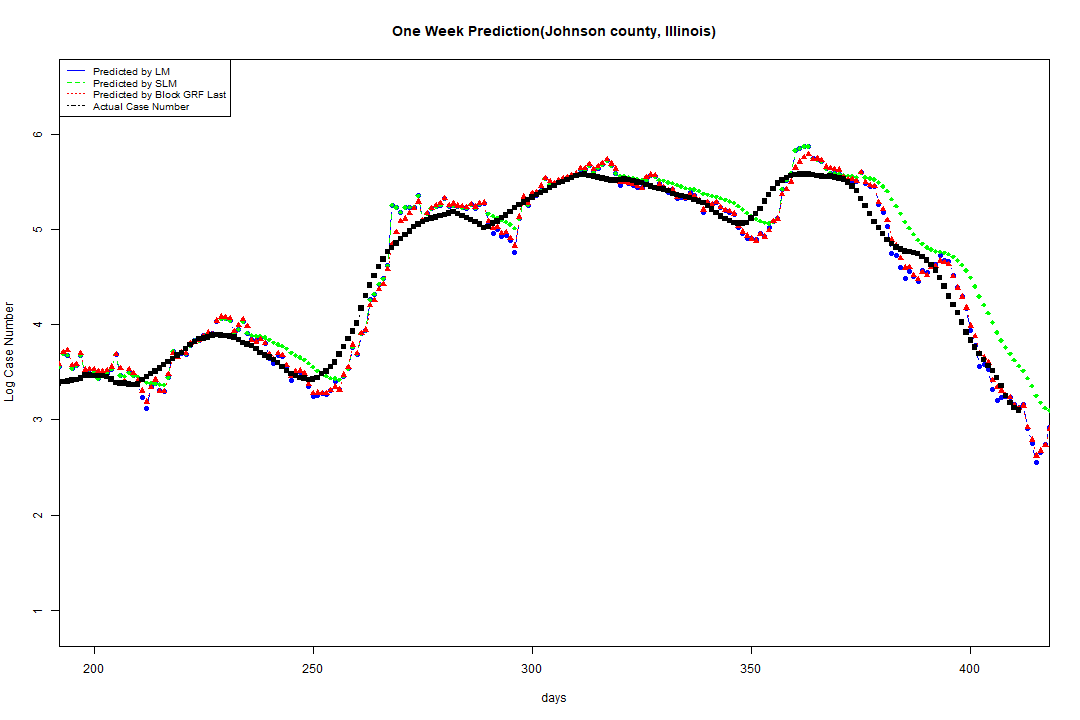 One Week Prediction(Johnson county, Illinois)
Predicted by LM
Predicted by SLM
Predicted by Block GRF Last
Actual Case Number
6
5
4
3
2
1
Log Case Number
200 250 300 350 400
days